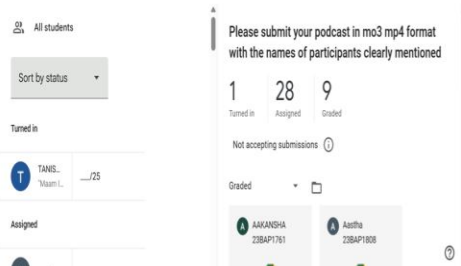 All students
Sort by status
Turned in
T
TANIS...
"Maam I...
__/25
Assigned
Please submit your podcast in mo3 mp4 format
with the names of participants clearly mentioned
1 28 9
Turned in Assigned Graded
Not accepting submissions
Graded
A AAKANSHA
23BAP1761
A Aastha
23BAP1808